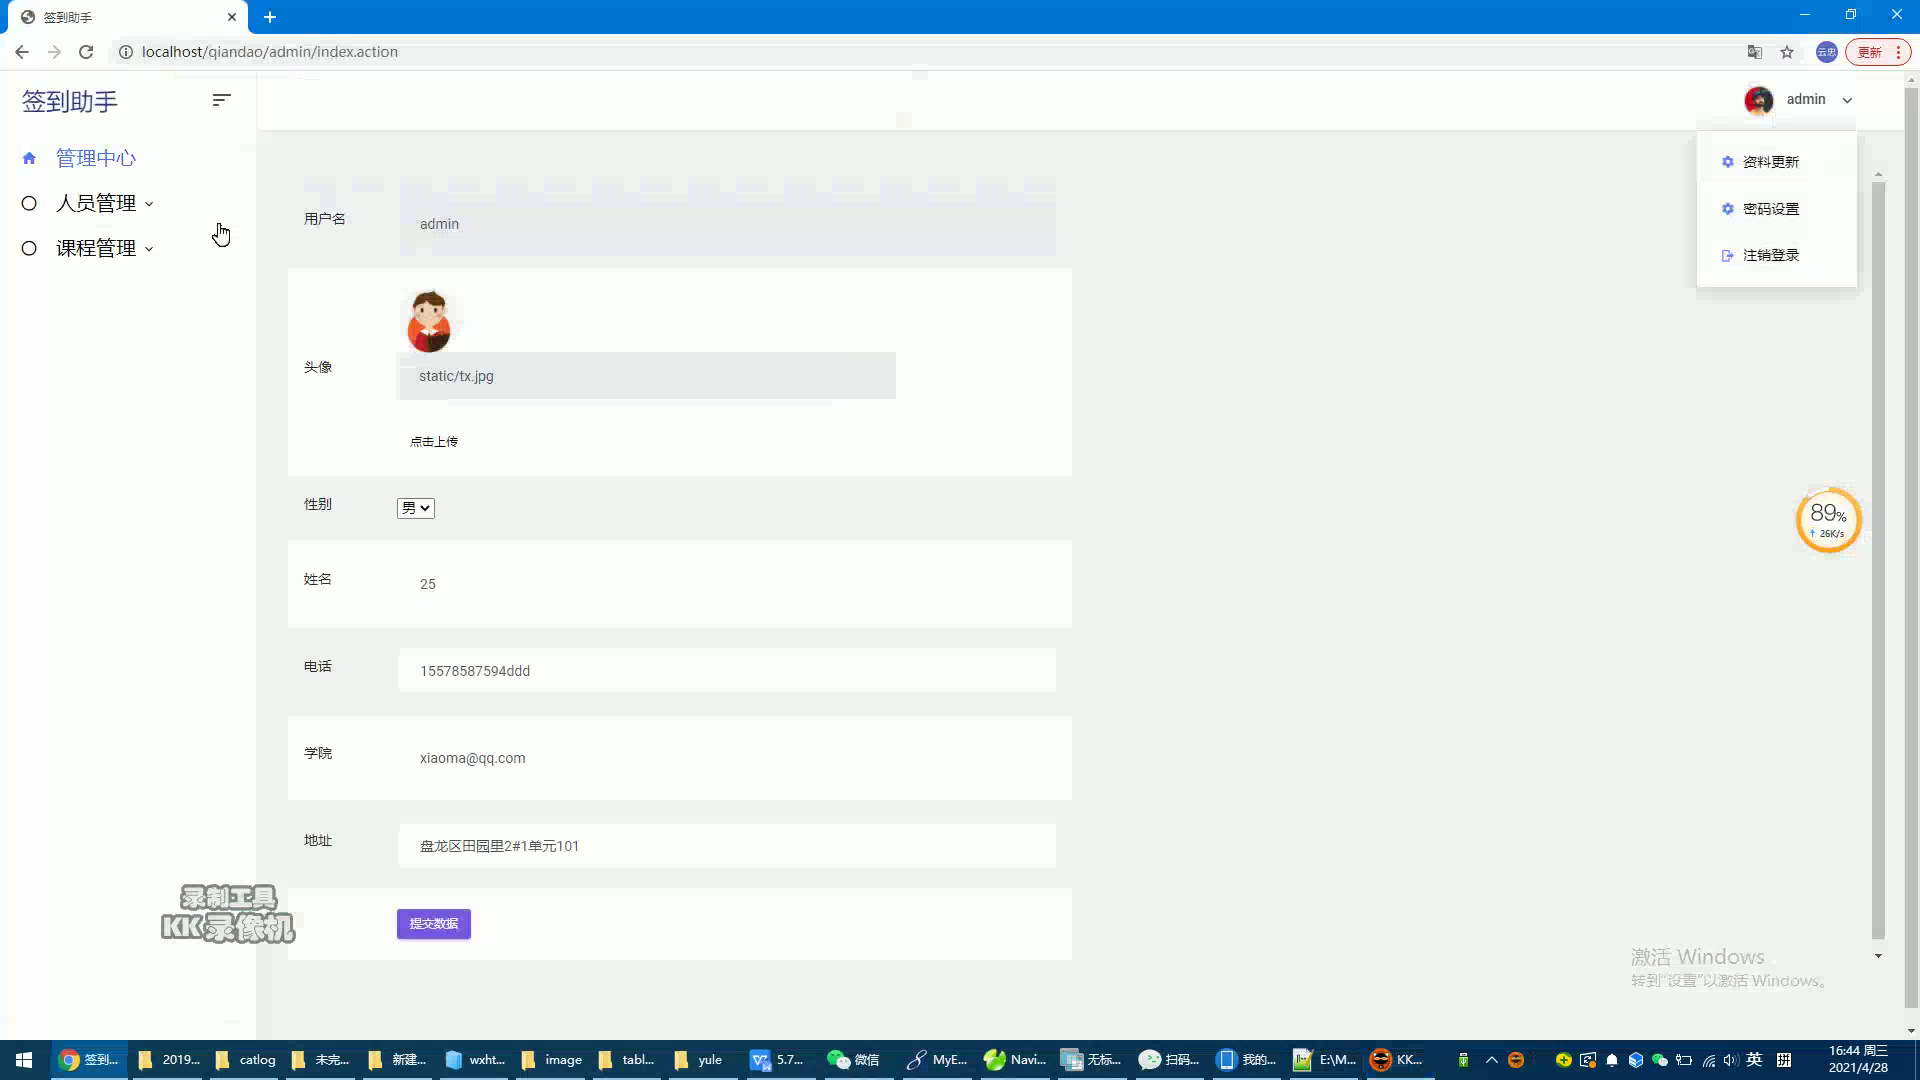 签到助手
localhost/qiandao/admin/index.action
云忠
更新
签到助手
admin
管理中心
人员管理
课程管理
资料更新
密码设置
注销登录
用户名
admin
头像
static/tx.jpg
点击上传
性别
男
姓名
25
电话
15578587594ddd
学院
xiaoma@qq.com
地址
盘龙区田园里2#1单元101
提交数据
89%
26K/s
录制工具
KK录像机
激活 Windows
转到"设置"以激活 Windows。
签到...
2019...
catlog
未完...
新建...
wxht...
image
tabl...
yule
5.7...
微信
MyE...
Navi...
无标...
扫码...
我的...
E:\M...
KK...
英
拼
16:44 周三
2021/4/28